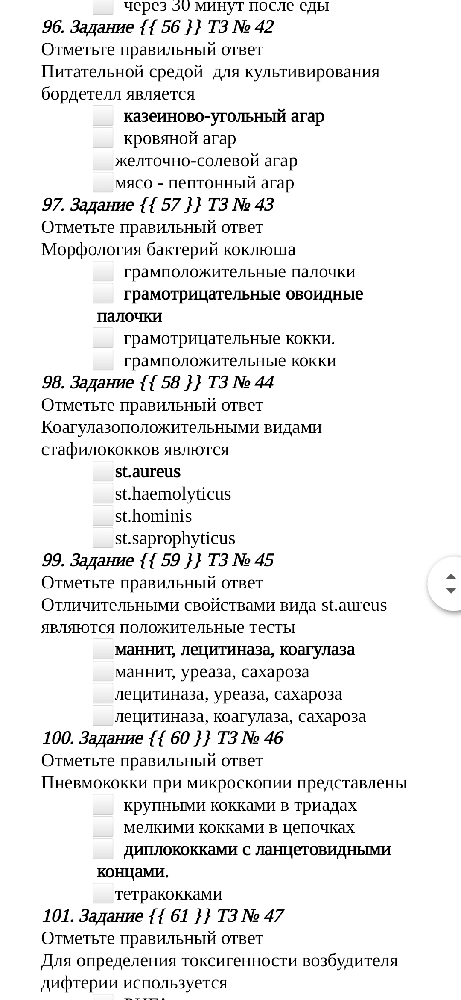 через 30 минут после еды
96. Задание {{ 56 }} ТЗ № 42
Отметьте правильный ответ
Питательной средой  для культивирования
бордетелл является
казеиново-угольный агар
кровяной агар
желточно-солевой агар
мясо - пептонный агар
97. Задание {{ 57 }} ТЗ № 43
Отметьте правильный ответ
Морфология бактерий коклюша
грамположительные палочки
грамотрицательные овоидные
палочки
грамотрицательные кокки.
грамположительные кокки
98. Задание {{ 58 }} ТЗ № 44
Отметьте правильный ответ
Коагулазоположительными видами
стафилококков явлются
st.aureus
st.haemolyticus
st.hominis
st.saprophyticus
99. Задание {{ 59 }} ТЗ № 45
Отметьте правильный ответ
Отличительными свойствами вида st.aureus
являются положительные тесты
маннит, лецитиназа, коагулаза
маннит, уреаза, сахароза
лецитиназа, уреаза, сахароза
лецитиназа, коагулаза, сахароза
100. Задание {{ 60 }} ТЗ № 46
Отметьте правильный ответ
Пневмококки при микроскопии представлены
крупными кокками в триадах
мелкими кокками в цепочках
диплококками с ланцетовидными
концами.
тетракокками
101. Задание {{ 61 }} ТЗ № 47
Отметьте правильный ответ
Для определения токсигенности возбудителя
дифтерии используется